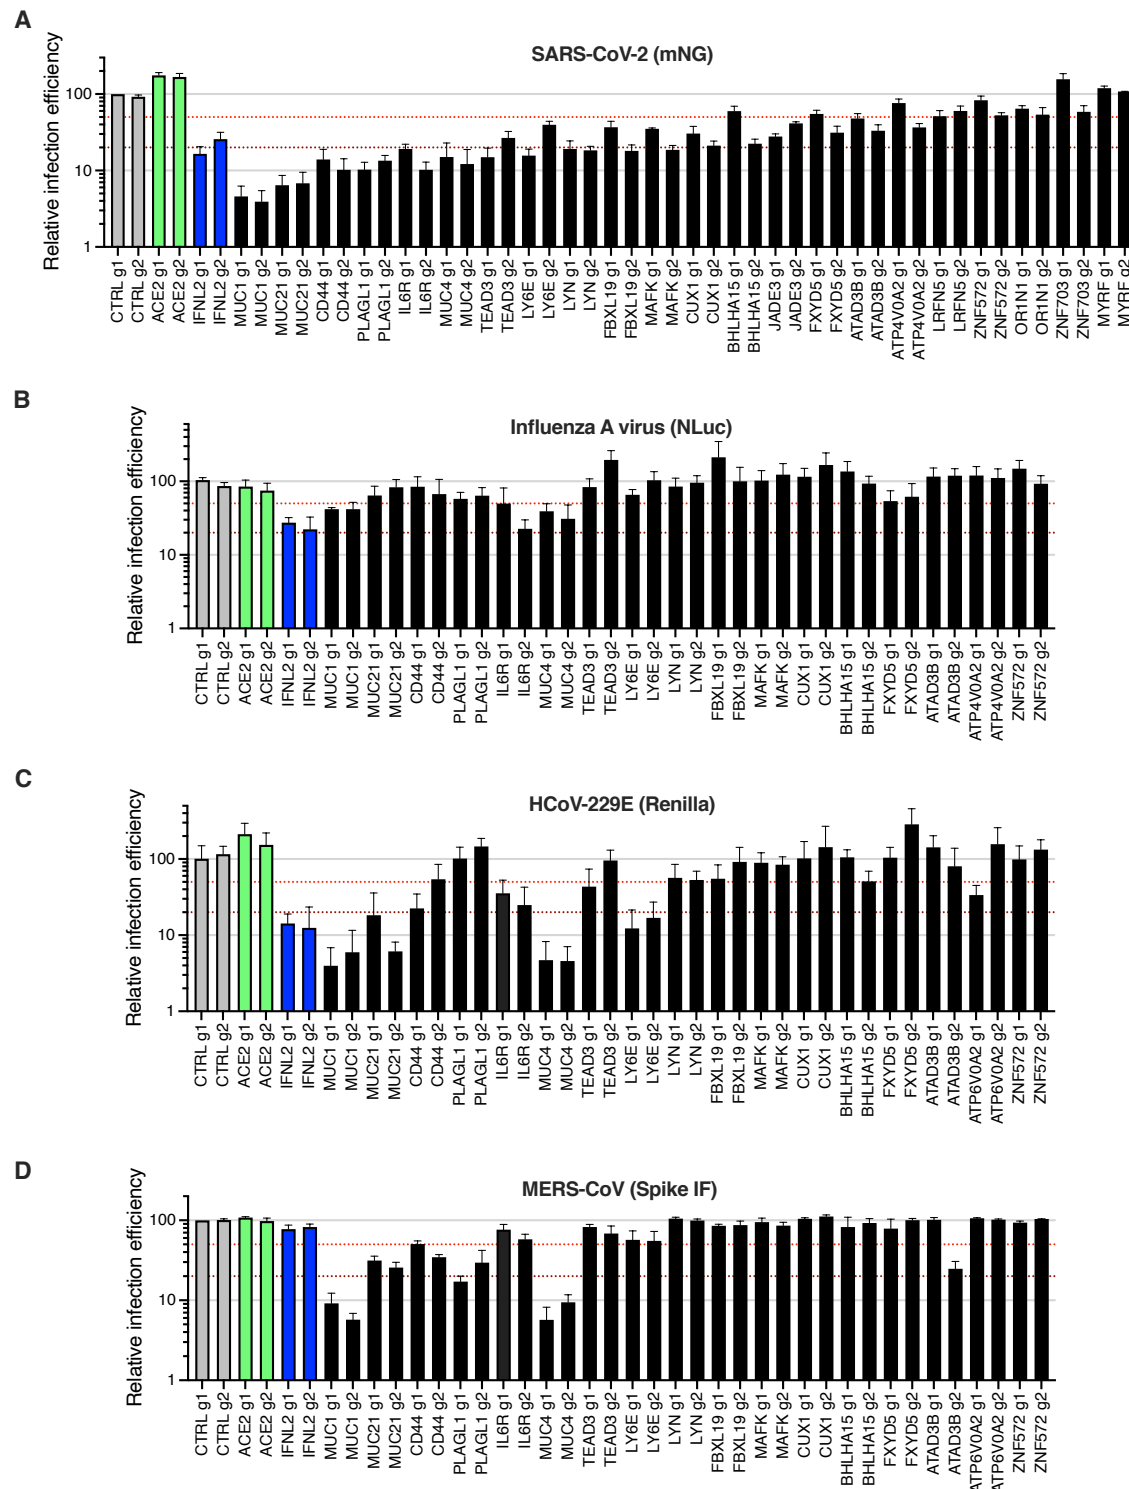 A
SARS-CoV-2 (mNG)
Relative infection efficiency
100
10
1
CTRL g1
CTRL g2
ACE2 g1
ACE2 g2
IFNL2 g1
IFNL2 g2
MUC1 g1
MUC1 g2
MUC21 g1
MUC21 g2
CD44 g1
CD44 g2
PLAGL1 g1
PLAGL1 g2
IL6R g1
IL6R g2
MUC4 g1
MUC4 g2
TEAD3 g1
TEAD3 g2
LY6E g1
LY6E g2
LYN g1
LYN g2
FBXL19 g1
FBXL19 g2
MAFK g1
MAFK g2
CUX1 g1
CUX1 g2
BHLHA15 g1
BHLHA15 g2
JADE3 g1
JADE3 g2
FXYD5 g1
FXYD5 g2
ATAD3B g1
ATAD3B g2
ATP4V0A2 g1
ATP4V0A2 g2
LRFN5 g1
LRFN5 g2
ZNF572 g1
ZNF572 g2
OR1N1 g1
OR1N1 g2
ZNF703 g1
ZNF703 g2
MYRF g1
MYRF g2
B
Influenza A virus (NLuc)
Relative infection efficiency
100
10
1
CTRL g1
CTRL g2
ACE2 g1
ACE2 g2
IFNL2 g1
IFNL2 g2
MUC1 g1
MUC1 g2
MUC21 g1
MUC21 g2
CD44 g1
CD44 g2
PLAGL1 g1
PLAGL1 g2
IL6R g1
IL6R g2
MUC4 g1
MUC4 g2
TEAD3 g1
TEAD3 g2
LY6E g1
LY6E g2
LYN g1
LYN g2
FBXL19 g1
FBXL19 g2
MAFK g1
MAFK g2
CUX1 g1
CUX1 g2
BHLHA15 g1
BHLHA15 g2
FXYD5 g1
FXYD5 g2
ATAD3B g1
ATAD3B g2
ATP4V0A2 g1
ATP4V0A2 g2
ZNF572 g1
ZNF572 g2
C
HCoV-229E (Renilla)
Relative infection efficiency
100
10
1
CTRL g1
CTRL g2
ACE2 g1
ACE2 g2
IFNL2 g1
IFNL2 g2
MUC1 g1
MUC1 g2
MUC21 g1
MUC21 g2
CD44 g1
CD44 g2
PLAGL1 g1
PLAGL1 g2
IL6R g1
IL6R g2
MUC4 g1
MUC4 g2
TEAD3 g1
TEAD3 g2
LY6E g1
LY6E g2
LYN g1
LYN g2
FBXL19 g1
FBXL19 g2
MAFK g1
MAFK g2
CUX1 g1
CUX1 g2
BHLHA15 g1
BHLHA15 g2
FXYD5 g1
FXYD5 g2
ATAD3B g1
ATAD3B g2
ATP6V0A2 g1
ATP6V0A2 g2
ZNF572 g1
ZNF572 g2
D
MERS-CoV (Spike IF)
Relative infection efficiency
100
10
1
CTRL g1
CTRL g2
ACE2 g1
ACE2 g2
IFNL2 g1
IFNL2 g2
MUC1 g1
MUC1 g2
MUC21 g1
MUC21 g2
CD44 g1
CD44 g2
PLAGL1 g1
PLAGL1 g2
IL6R g1
IL6R g2
MUC4 g1
MUC4 g2
TEAD3 g1
TEAD3 g2
LY6E g1
LY6E g2
LYN g1
LYN g2
FBXL19 g1
FBXL19 g2
MAFK g1
MAFK g2
CUX1 g1
CUX1 g2
BHLHA15 g1
BHLHA15 g2
FXYD5 g1
FXYD5 g2
ATAD3B g1
ATAD3B g2
ATP6V0A2 g1
ATP6V0A2 g2
ZNF572 g1
ZNF572 g2